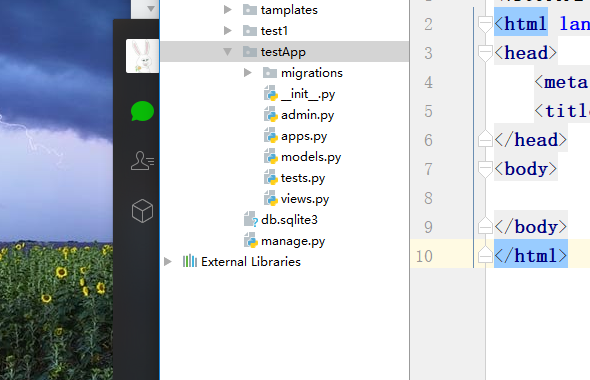 tamplates
test1
testApp
migrations
__init__.py
admin.py
apps.py
models.py
tests.py
views.py
db.sqlite3
manage.py
External Libraries
2 <html lan
3 <head>
4 <meta
5 <title
6 </head>
7 <body>
8
9 </body>
10 </html>